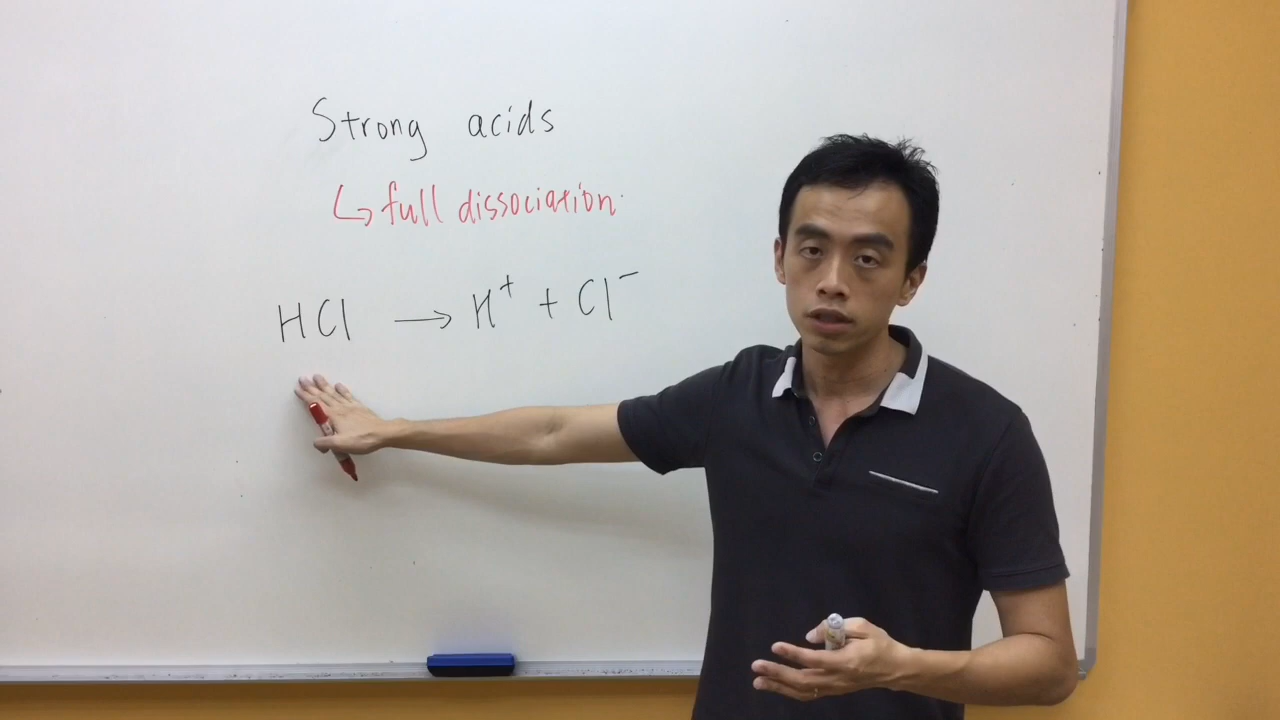 Strong acids
↳ full dissociation.
HCl → H⁺ + Cl⁻